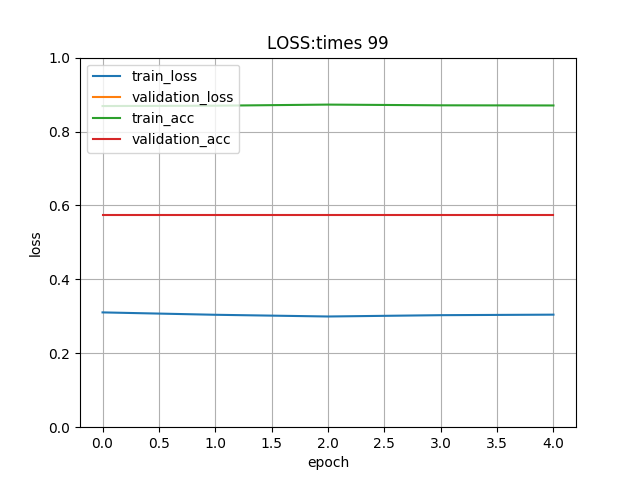 LOSS:times 99
train_loss
validation_loss
train_acc
validation_acc
1.0
0.8
0.6
0.4
0.2
0.0
loss
0.0 0.5 1.0 1.5 2.0 2.5 3.0 3.5 4.0
epoch